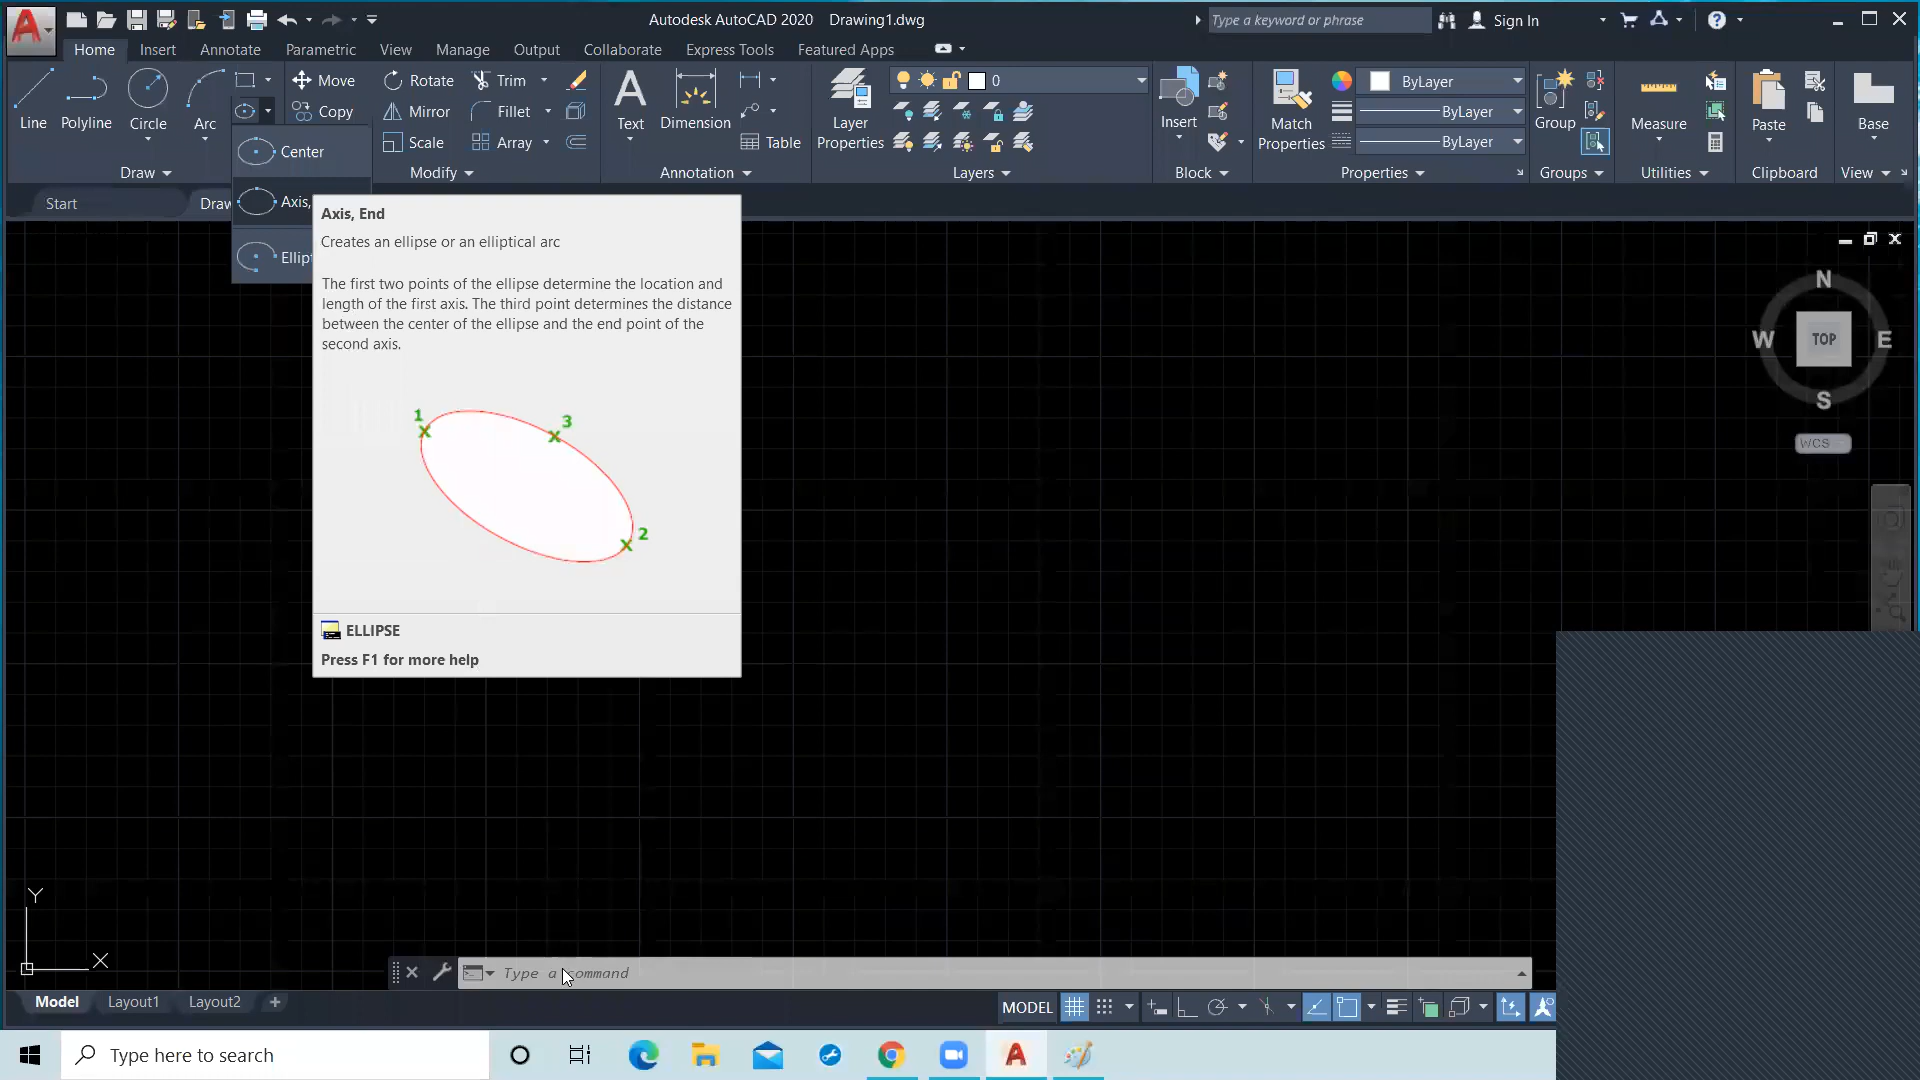 Autodesk AutoCAD 2020 Drawing1.dwg
Type a keyword or phrase
Sign In
Home Insert Annotate Parametric View Manage Output Collaborate Express Tools Featured Apps
Line
Polyline
Circle
Arc
Move
Copy
Rotate
Mirror
Scale
Trim
Fillet
Array
Text
Dimension
Table
Layer
Properties
0
Insert
Match
Properties
ByLayer
ByLayer
ByLayer
Group
Measure
Paste
Base
Draw
Modify
Annotation
Layers
Block
Properties
Groups
Utilities
Clipboard
View
Center
Axis,
Ellipt
Start
Draw
Axis, End
Creates an ellipse or an elliptical arc
The first two points of the ellipse determine the location and
length of the first axis. The third point determines the distance
between the center of the ellipse and the end point of the
second axis.
1
3
2
ELLIPSE
Press F1 for more help
N
W
TOP
E
S
WCS
Y
X
Type a command
Model Layout1 Layout2 +
MODEL
Type here to search